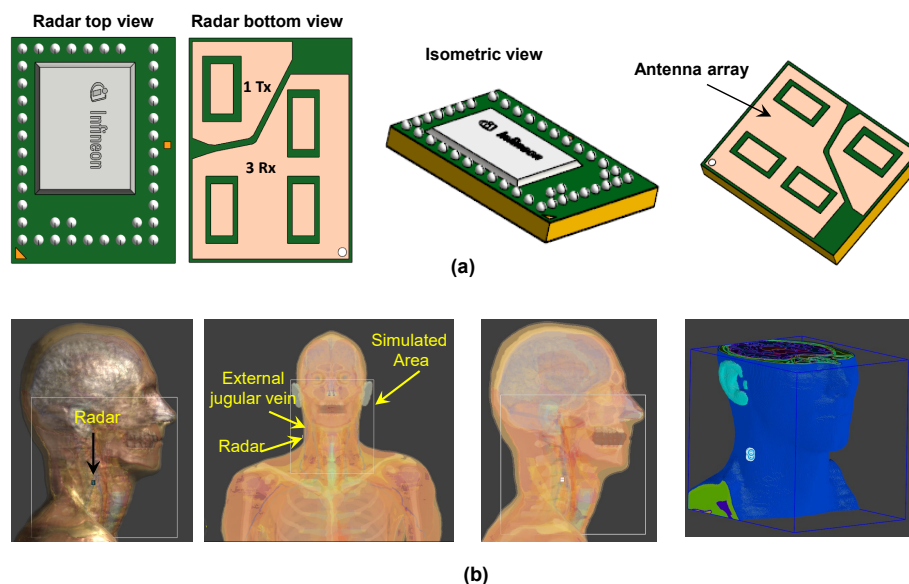 Radar top view
Radar bottom view
Isometric view
Antenna array
Infineon
1 Tx
3 Rx
Infineon
(a)
Radar
External
jugular vein
Radar
Simulated
Area
(b)